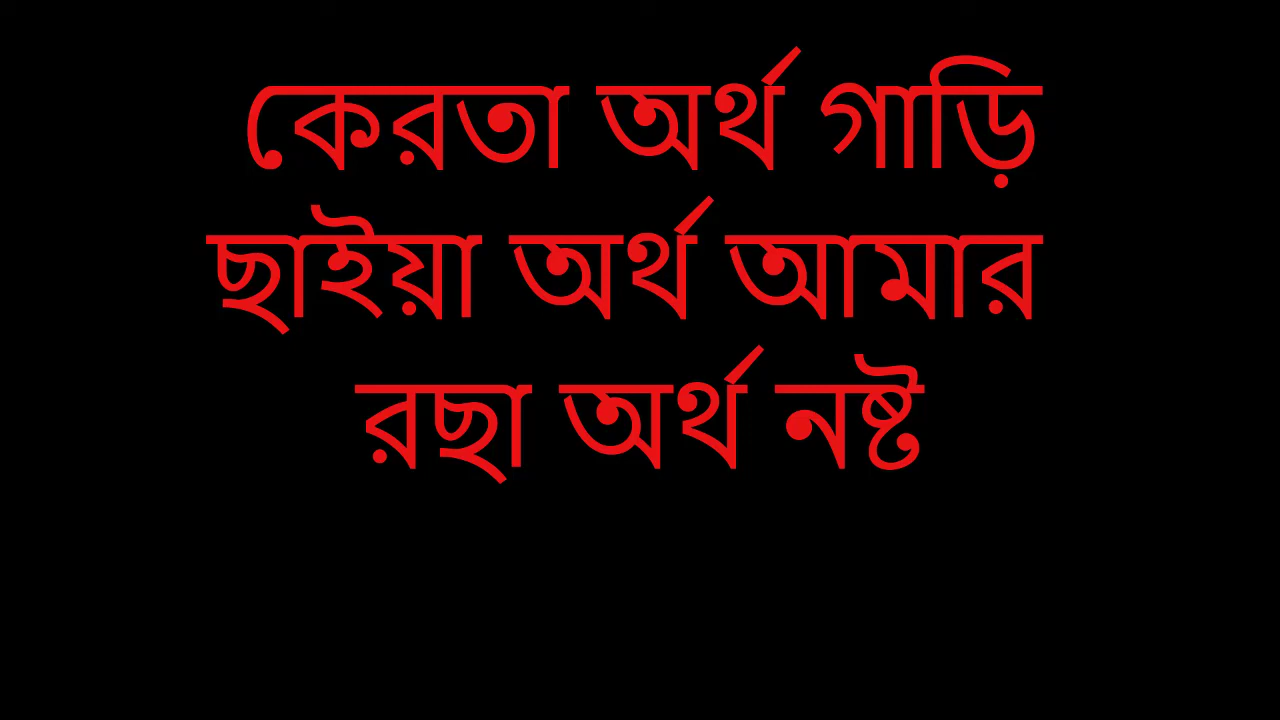 কেরতা অর্থ গাড়ি
ছাইয়া অর্থ আমার
রছা অর্থ নষ্ট